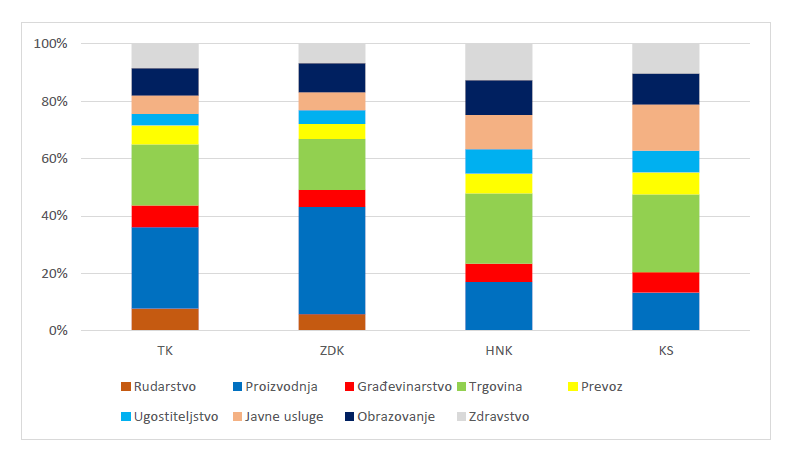 100%
80%
60%
40%
20%
0%
TK ZDK HNK KS
Rudarstvo Proizvodnja Građevinarstvo Trgovina Prevoz
Ugostiteljstvo Javne usluge Obrazovanje Zdravstvo